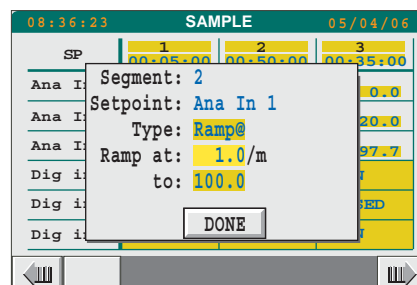 08:36:23 SAMPLE 05/04/06
SP 1 2 3
00:05:00 00:50:00 00:35:00
Segment: 2
Ana I 0.0
Setpoint: Ana In 1
Ana I 20.0
Type: Ramp@
Ana I 97.7
Ramp at: 1.0/m
Dig i
to: 100.0
Dig i SED
DONE
Dig i